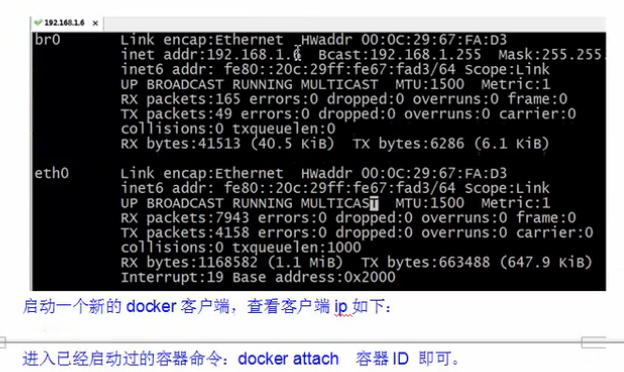 192.168.1.6 ×
br0 Link encap:Ethernet HWaddr 00:0C:29:67:FA:D3
inet addr:192.168.1.6 Bcast:192.168.1.255 Mask:255.255.
inet6 addr: fe80::20c:29ff:fe67:fad3/64 Scope:Link
UP BROADCAST RUNNING MULTICAST MTU:1500 Metric:1
RX packets:165 errors:0 dropped:0 overruns:0 frame:0
TX packets:49 errors:0 dropped:0 overruns:0 carrier:0
collisions:0 txqueuelen:0
RX bytes:41513 (40.5 KiB) TX bytes:6286 (6.1 KiB)
eth0 Link encap:Ethernet HWaddr 00:0C:29:67:FA:D3
inet6 addr: fe80::20c:29ff:fe67:fad3/64 Scope:Link
UP BROADCAST RUNNING MULTICAST MTU:1500 Metric:1
RX packets:7943 errors:0 dropped:0 overruns:0 frame:0
TX packets:4158 errors:0 dropped:0 overruns:0 carrier:0
collisions:0 txqueuelen:1000
RX bytes:1168582 (1.1 MiB) TX bytes:663488 (647.9 KiB)
Interrupt:19 Base address:0x2000
启动一个新的 docker 客户端，查看客户端 ip 如下：
进入已经启动过的容器命令：docker attach 容器 ID 即可。